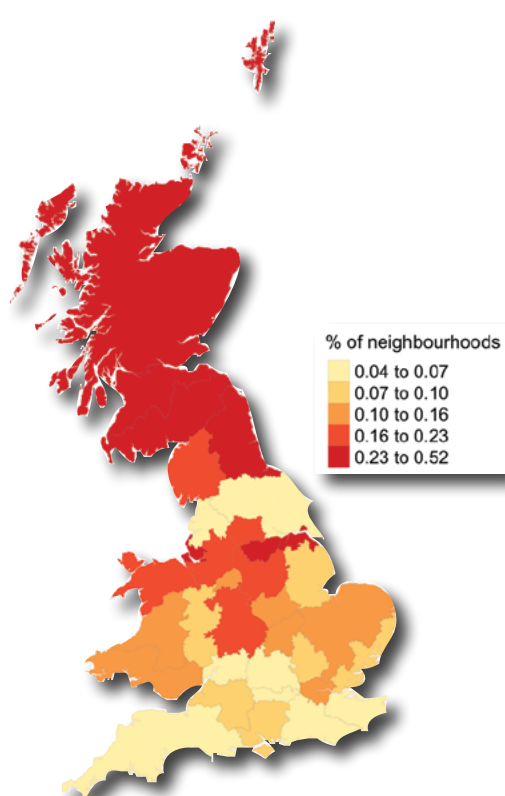 % of neighbourhoods
0.04 to 0.07
0.07 to 0.10
0.10 to 0.16
0.16 to 0.23
0.23 to 0.52